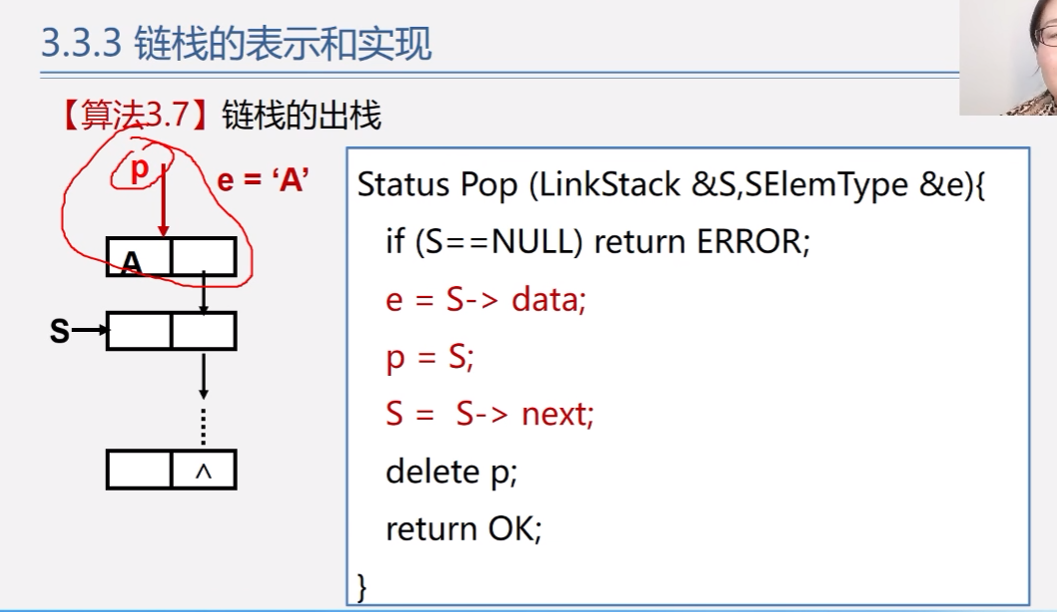 3.3.3 链栈的表示和实现
【算法3.7】链栈的出栈
p
e = ‘A’
A
S
^
Status Pop (LinkStack &S,SElemType &e){
if (S==NULL) return ERROR;
e = S-> data;
p = S;
S = S-> next;
delete p;
return OK;
}